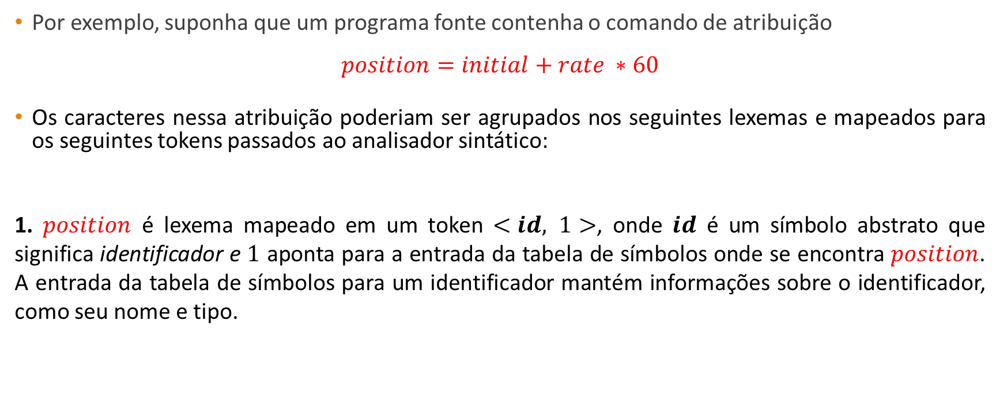 • Por exemplo, suponha que um programa fonte contenha o comando de atribuição
position = initial + rate ∗ 60
• Os caracteres nessa atribuição poderiam ser agrupados nos seguintes lexemas e mapeados para
os seguintes tokens passados ao analisador sintático:
1. position é lexema mapeado em um token < id, 1 >, onde id é um símbolo abstrato que
significa identificador e 1 aponta para a entrada da tabela de símbolos onde se encontra position.
A entrada da tabela de símbolos para um identificador mantém informações sobre o identificador,
como seu nome e tipo.